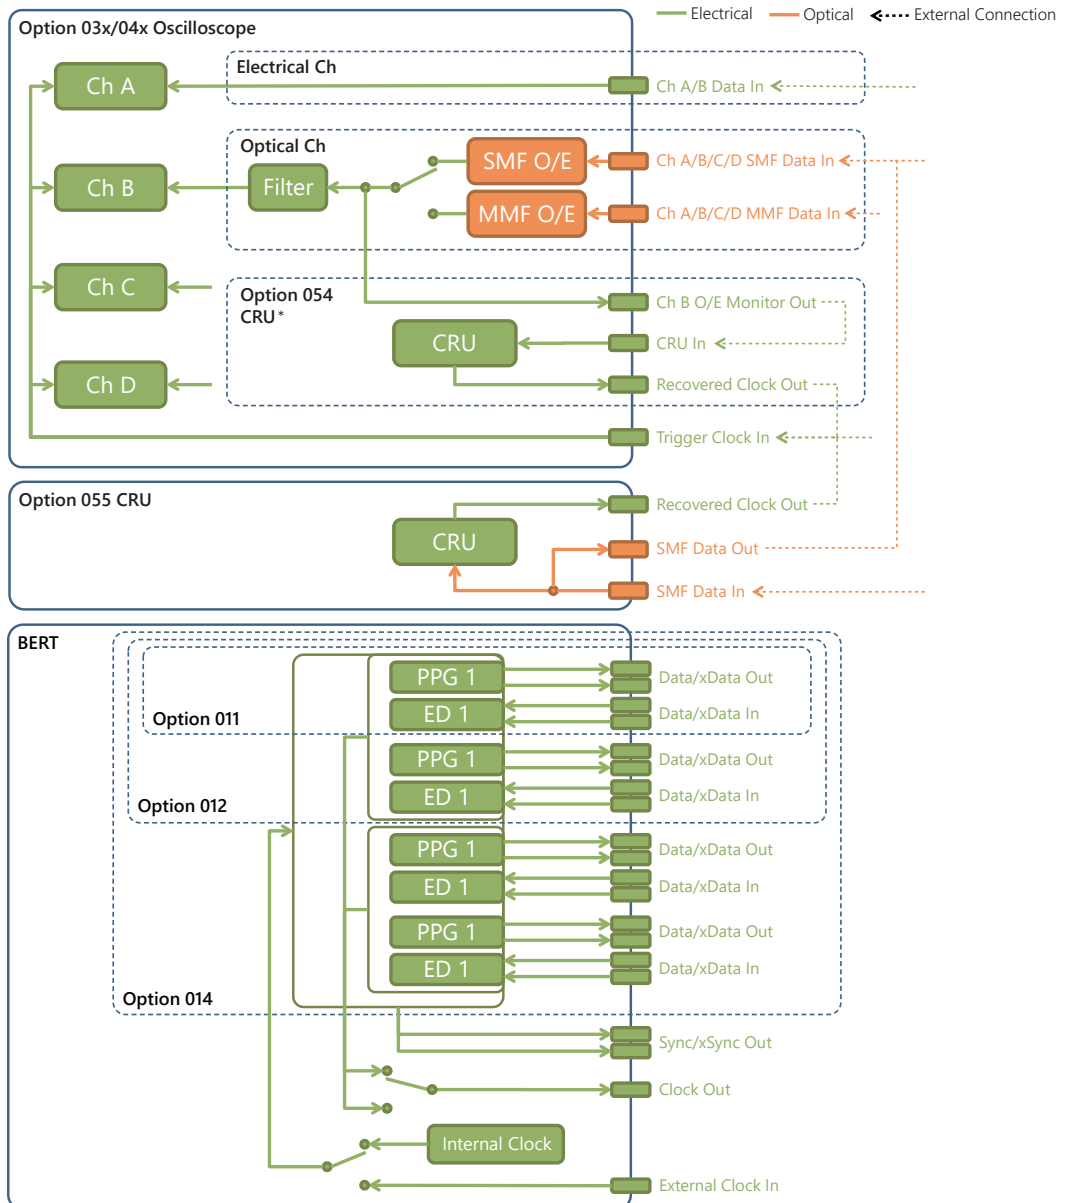 Electrical Optical External Connection
Option 03x/04x Oscilloscope
Electrical Ch
Ch A
Ch A/B Data In
Optical Ch
SMF O/E
Ch A/B/C/D SMF Data In
Ch B
Filter
MMF O/E
Ch A/B/C/D MMF Data In
Ch C
Option 054
CRU*
Ch B O/E Monitor Out
CRU
CRU In
Ch D
Recovered Clock Out
Trigger Clock In
Option 055 CRU
Recovered Clock Out
CRU
SMF Data Out
SMF Data In
BERT
PPG 1
Data/xData Out
ED 1
Data/xData In
Option 011
PPG 1
Data/xData Out
ED 1
Data/xData In
Option 012
PPG 1
Data/xData Out
ED 1
Data/xData In
PPG 1
Data/xData Out
ED 1
Data/xData In
Option 014
Sync/xSync Out
Clock Out
Internal Clock
External Clock In